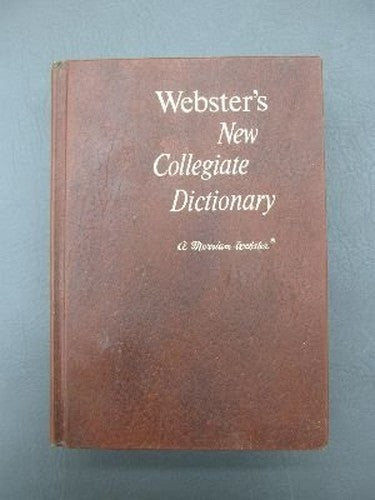 Webster's
New
Collegiate
Dictionary
A Merriam-Webster®